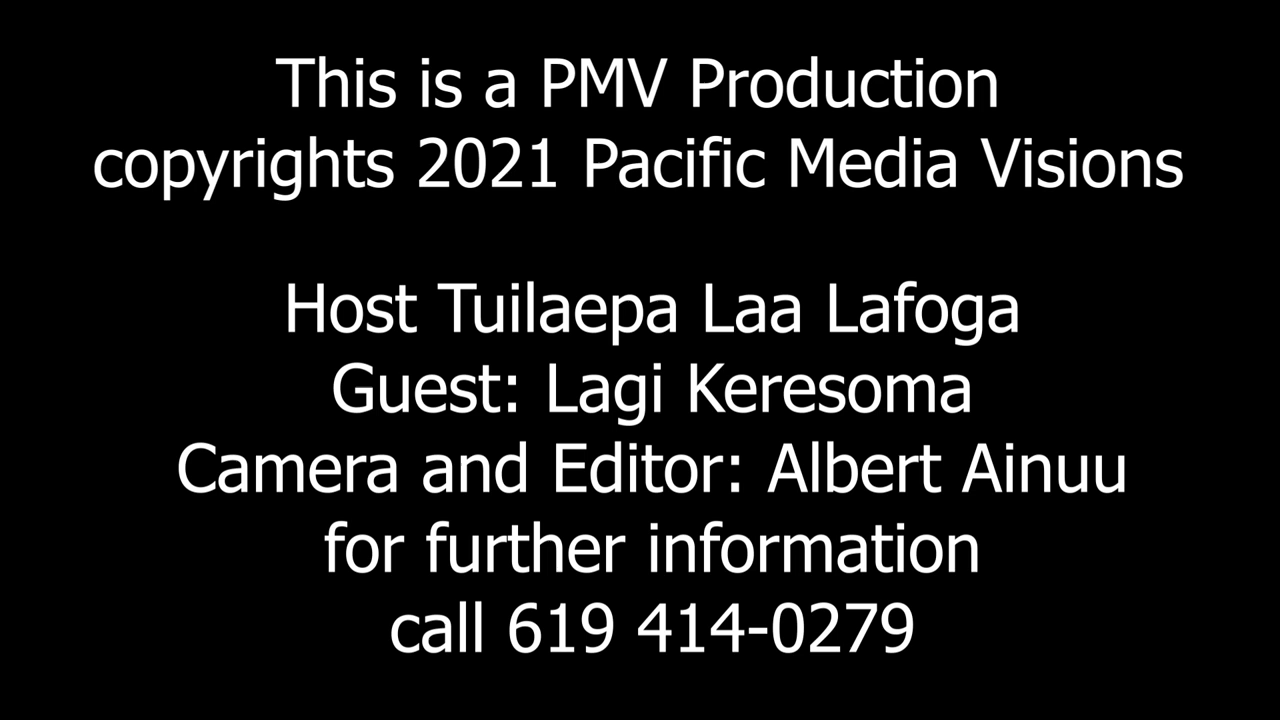 This is a PMV Production
copyrights 2021 Pacific Media Visions
Host Tuilaepa Laa Lafoga
Guest: Lagi Keresoma
Camera and Editor: Albert Ainuu
for further information
call 619 414-0279